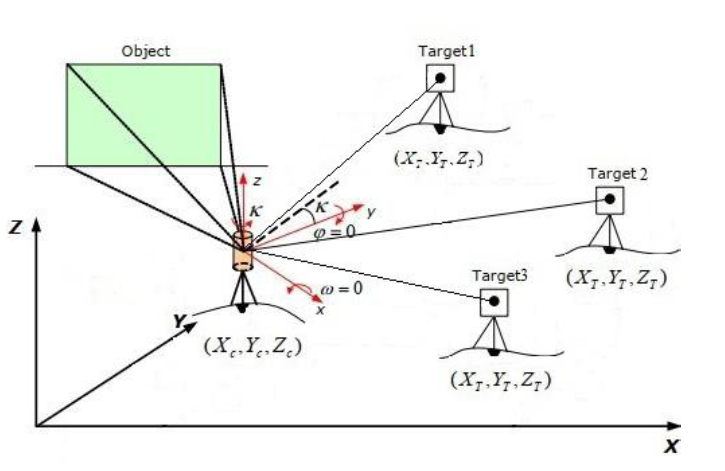 Object
Target1
(X_T,Y_T,Z_T)
Target 2
(X_T,Y_T,Z_T)
z
κ
κ
y
φ=0
Z
Target3
ω=0
x
Y
(X_c,Y_c,Z_c)
(X_T,Y_T,Z_T)
X